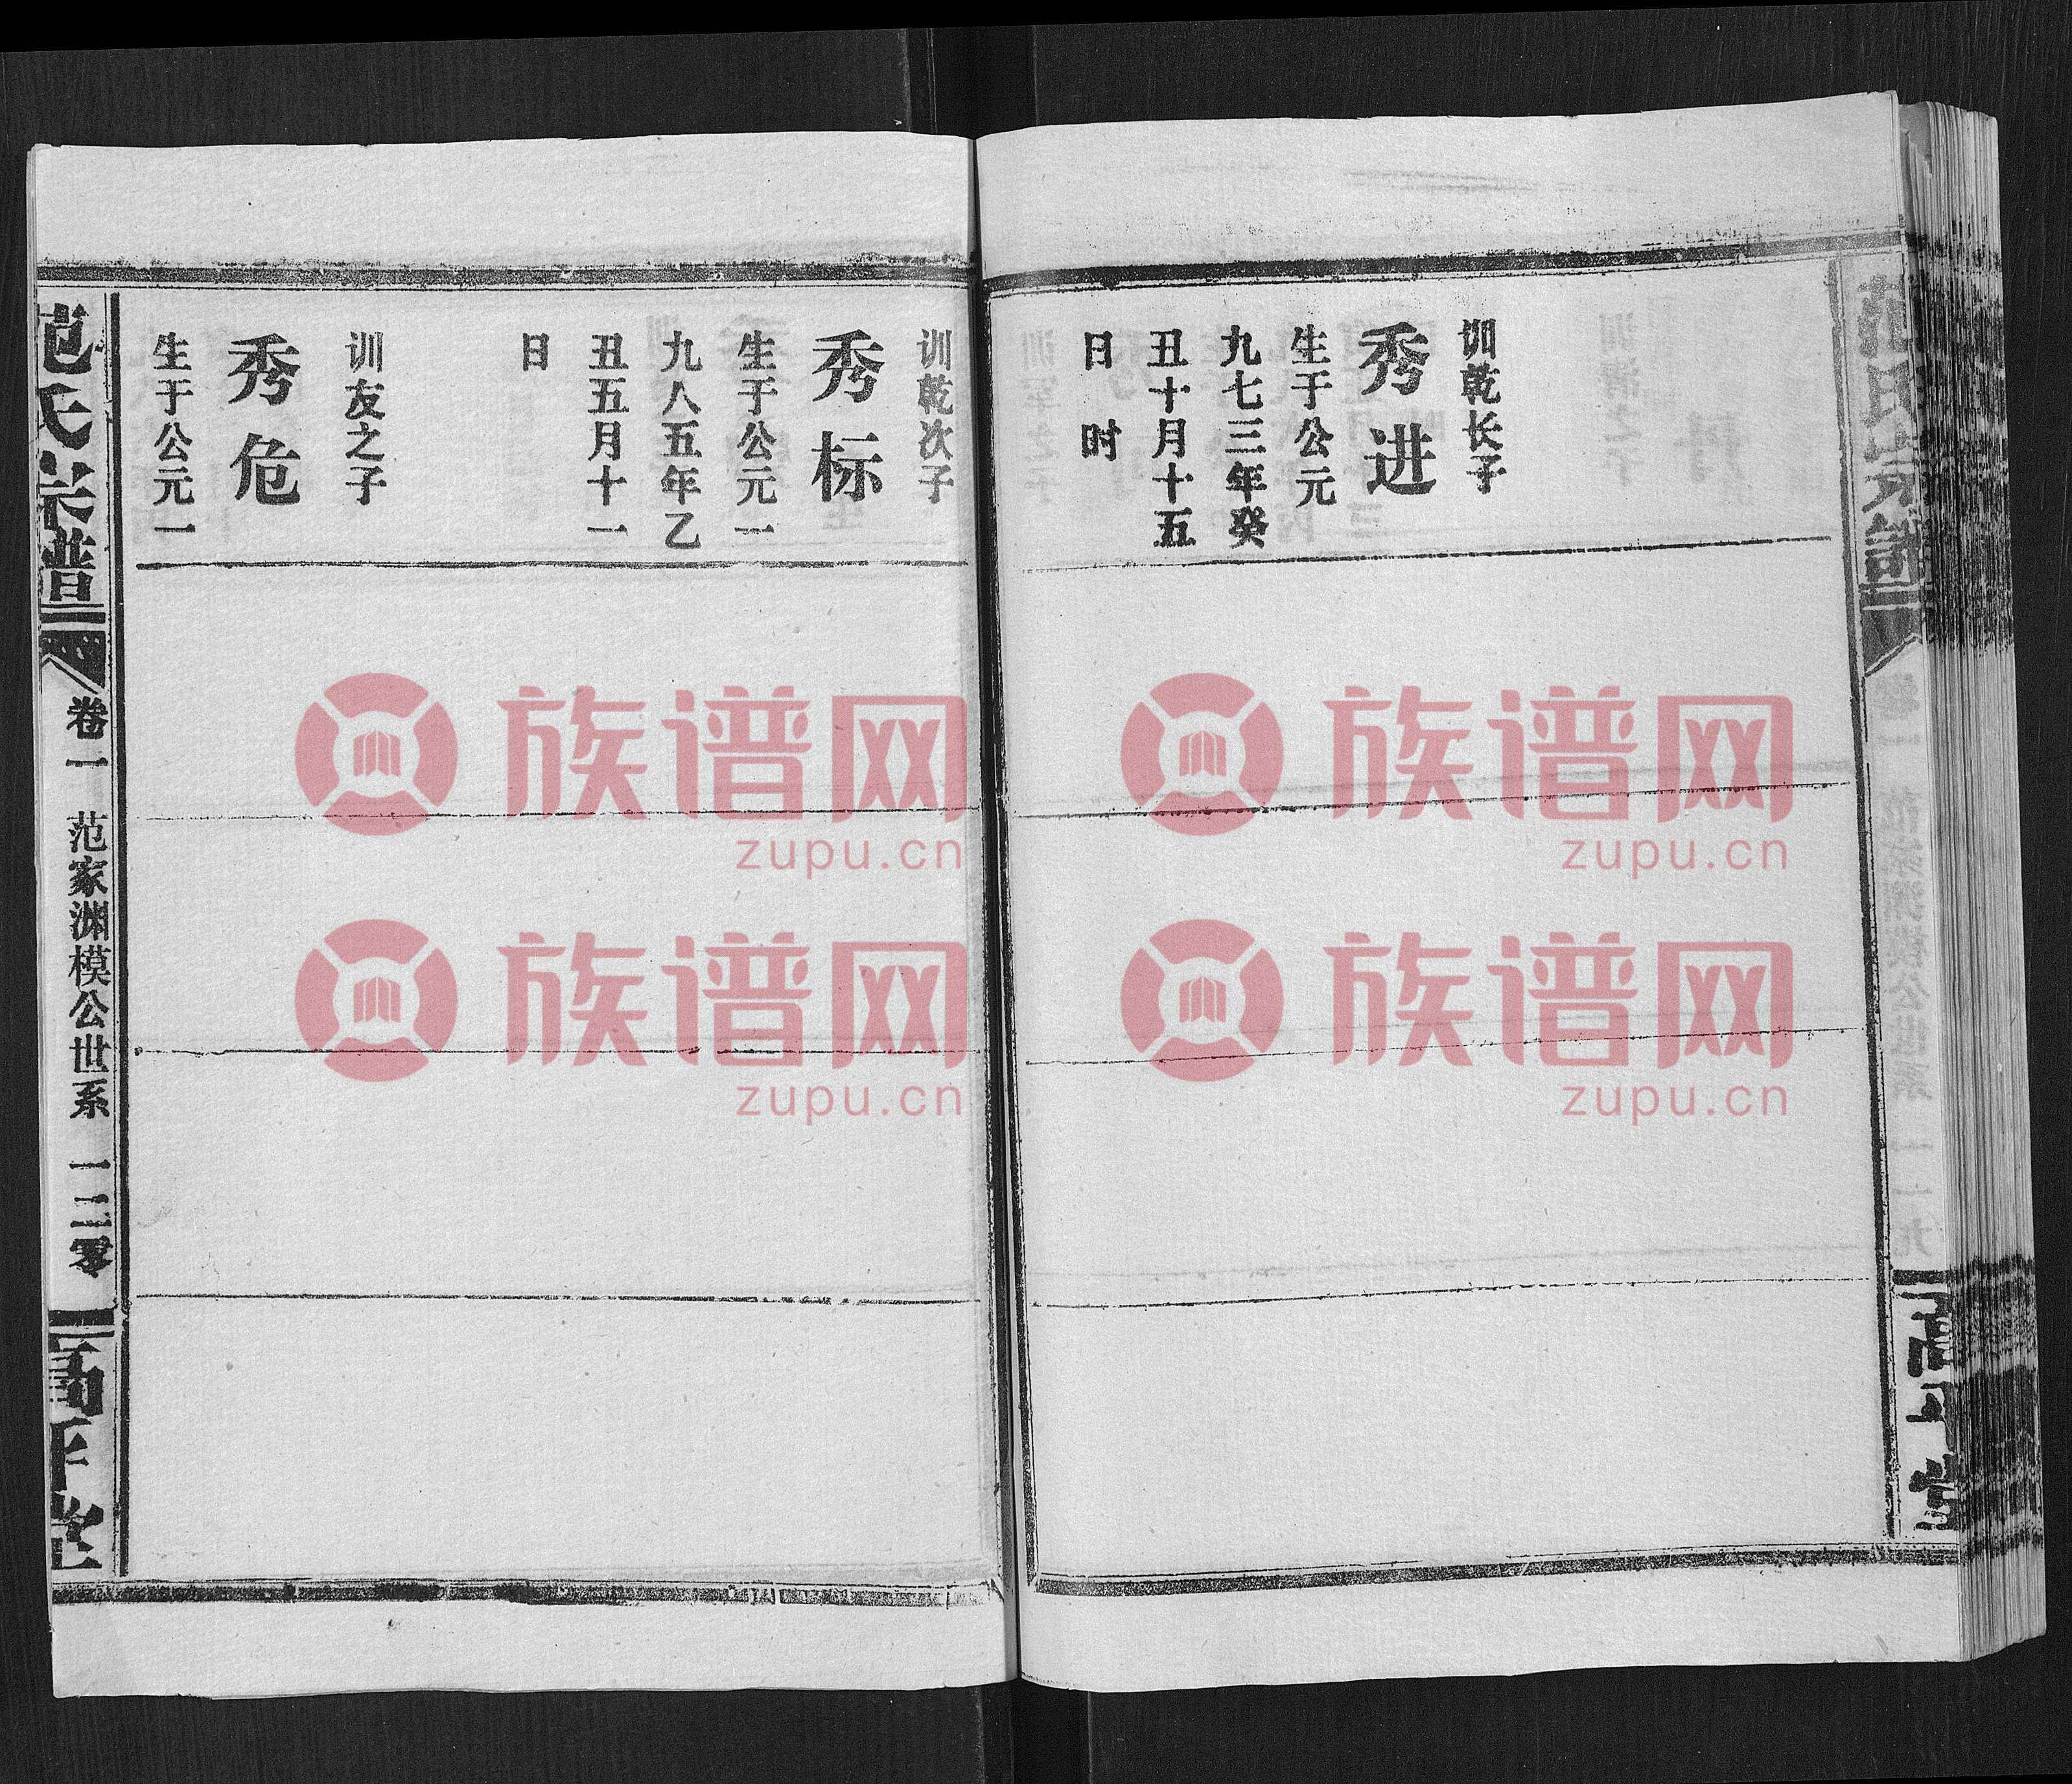 训乾长子
秀进
生于公元
九七三年癸
丑十月十五
日时
训乾次子
秀标
生于公元一
九八五年乙
丑五月十一
日
训友之子
秀危
生于公元一
范氏宗谱
卷一 范家渊模公世系 一二零
族谱网
zupu.cn
族谱网
zupu.cn
族谱网
zupu.cn
族谱网
zupu.cn